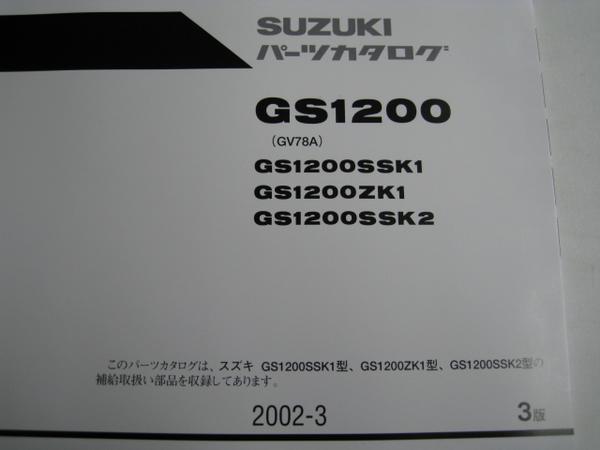 SUZUKI
パーツカタログ
GS1200
(GV78A)
GS1200SSK1
GS1200ZK1
GS1200SSK2
このパーツカタログは、スズキ GS1200SSK1型、GS1200ZK1型、GS1200SSK2型の
補給取扱い部品を収録してあります。
2002-3 3版